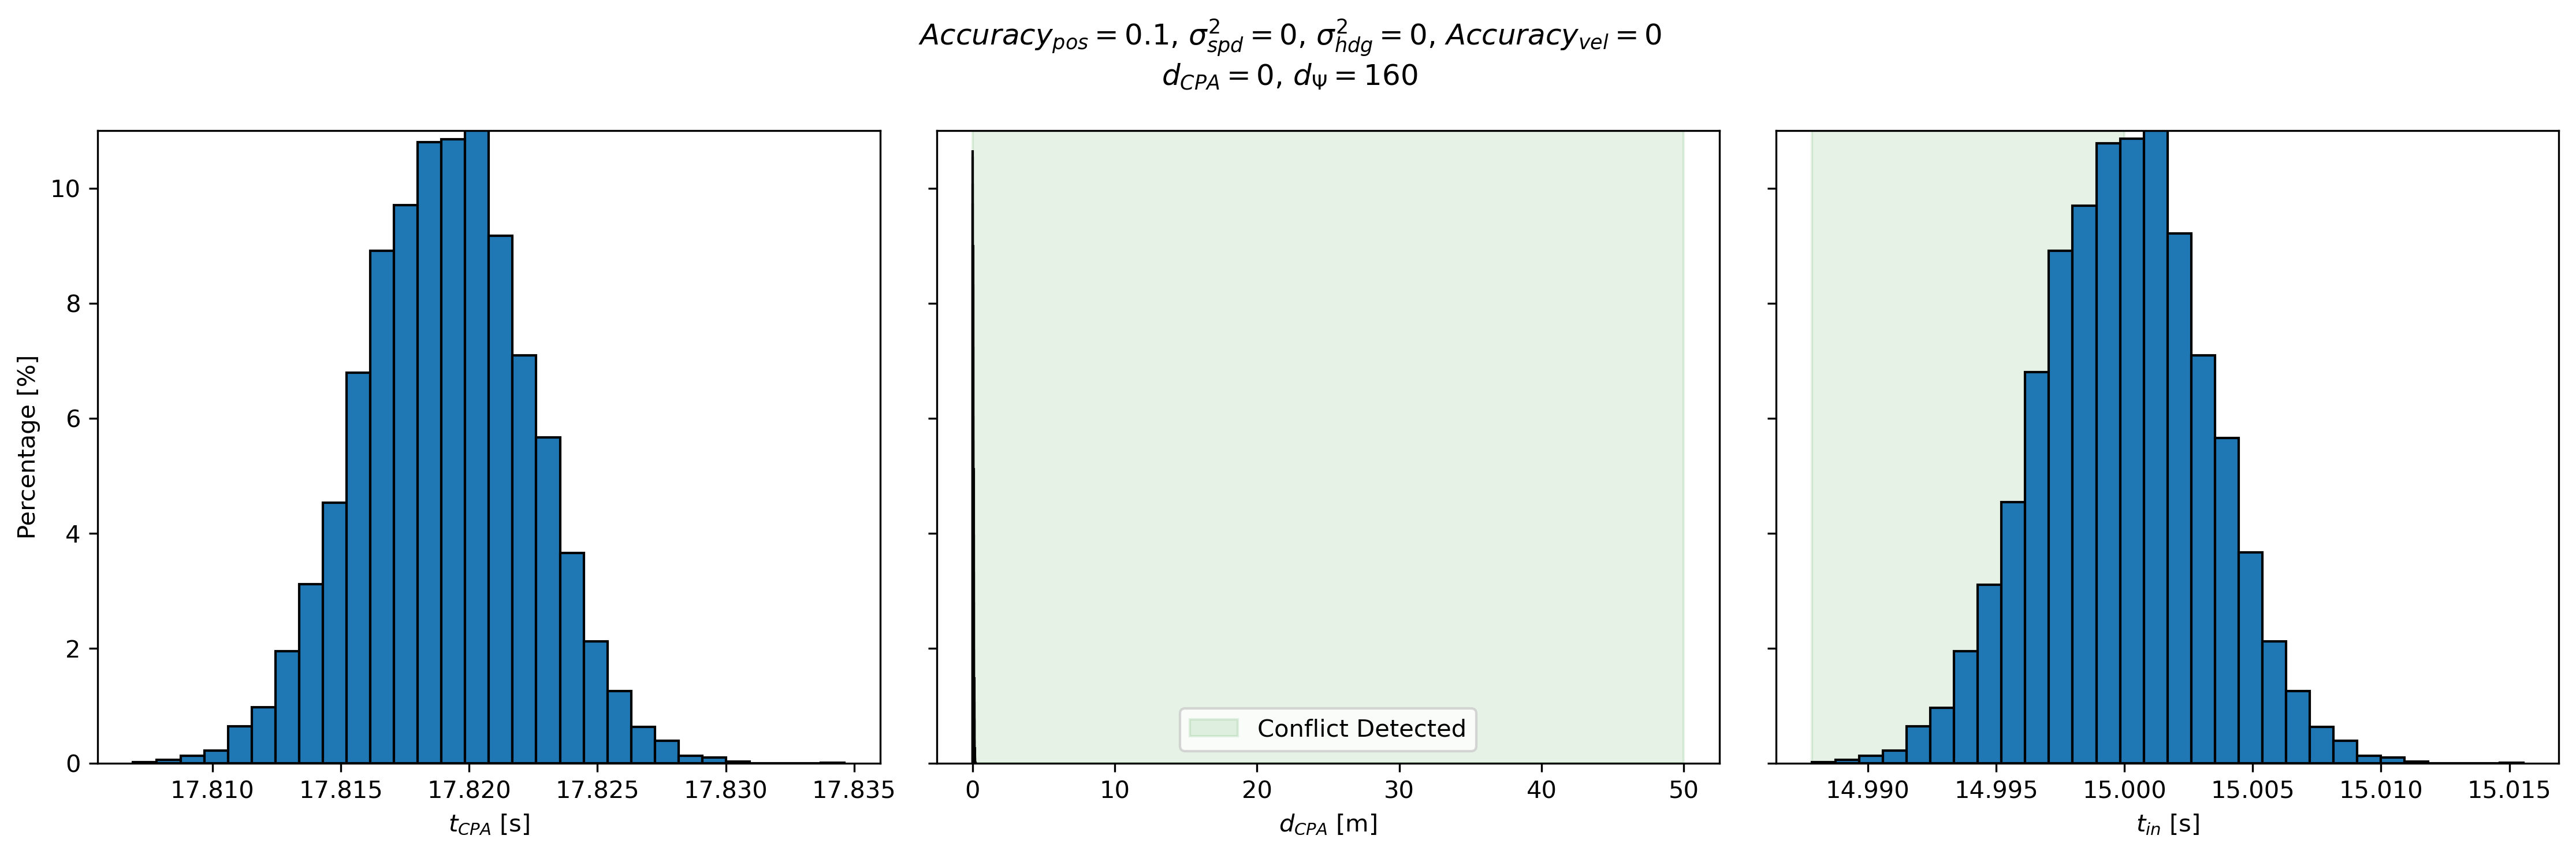 Accuracy_pos = 0.1, σ²_spd = 0, σ²_hdg = 0, Accuracy_vel = 0
d_CPA = 0, d_Ψ = 160
Percentage [%]
10
8
6
4
2
0
17.810 17.815 17.820 17.825 17.830 17.835
t_CPA [s]
Conflict Detected
0 10 20 30 40 50
d_CPA [m]
14.990 14.995 15.000 15.005 15.010 15.015
t_in [s]